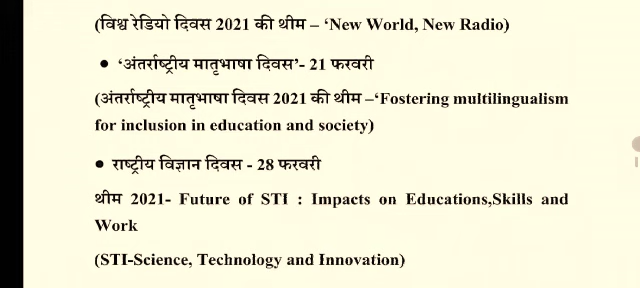 (विश्व रेडियो दिवस 2021 की थीम – ‘New World, New Radio)
• ‘अंतर्राष्ट्रीय मातृभाषा दिवस’- 21 फरवरी
(अंतर्राष्ट्रीय मातृभाषा दिवस 2021 की थीम –‘Fostering multilingualism
for inclusion in education and society)
• राष्ट्रीय विज्ञान दिवस - 28 फरवरी
थीम 2021- Future of STI : Impacts on Educations,Skills and
Work
(STI-Science, Technology and Innovation)